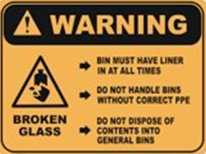 WARNING
BIN MUST HAVE LINER
IN AT ALL TIMES
DO NOT HANDLE BINS
WITHOUT CORRECT PPE
BROKEN
GLASS
DO NOT DISPOSE OF
CONTENTS INTO
GENERAL BINS